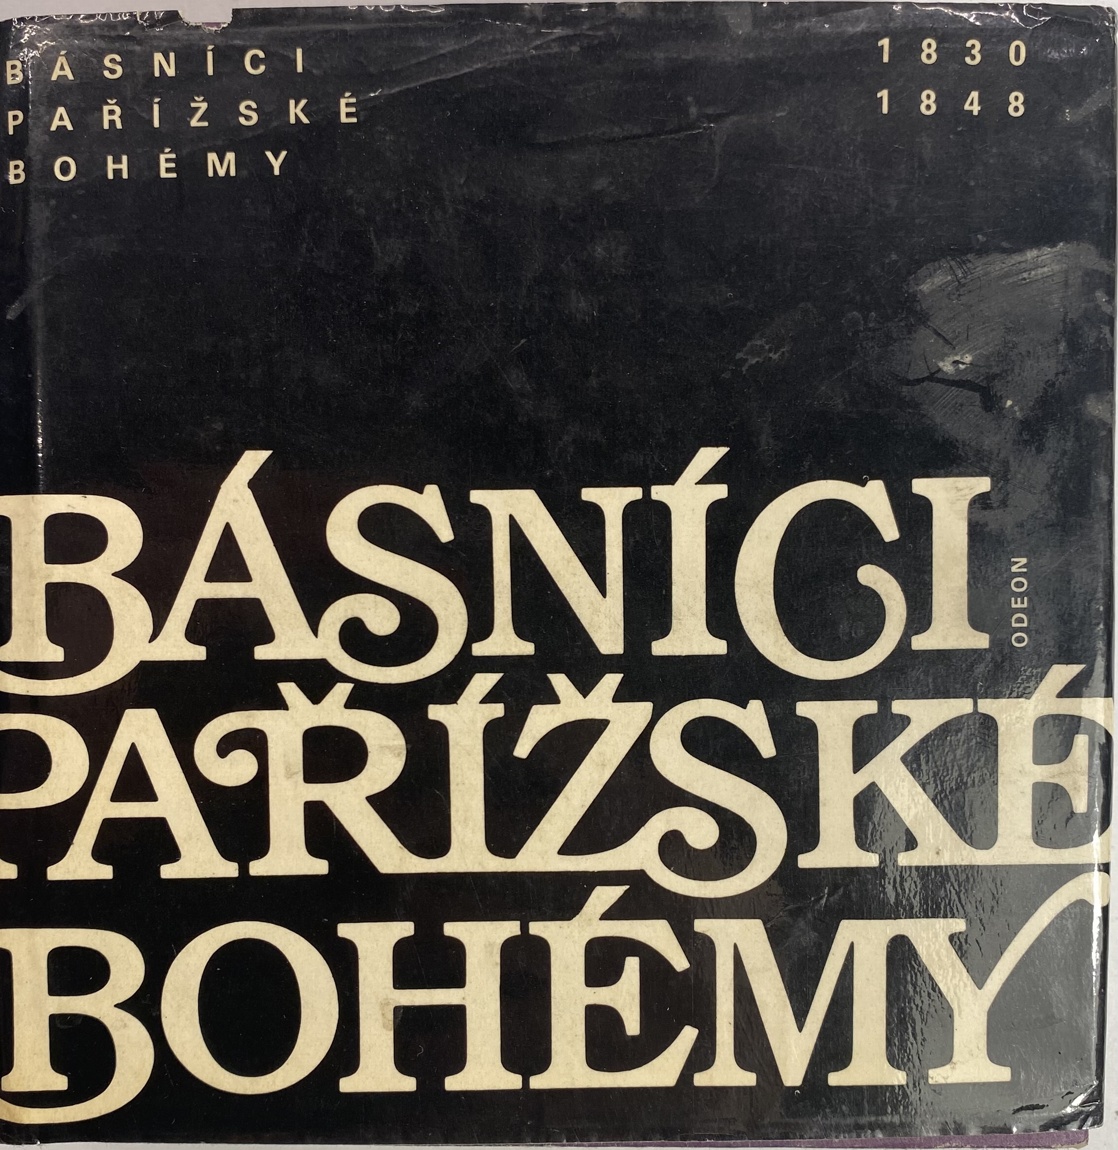 BÁSNÍCI
PAŘÍŽSKÉ
BOHÉMY
1830
1848
BÁSNÍCI
ODEON
PAŘÍŽSKÉ
BOHÉMY